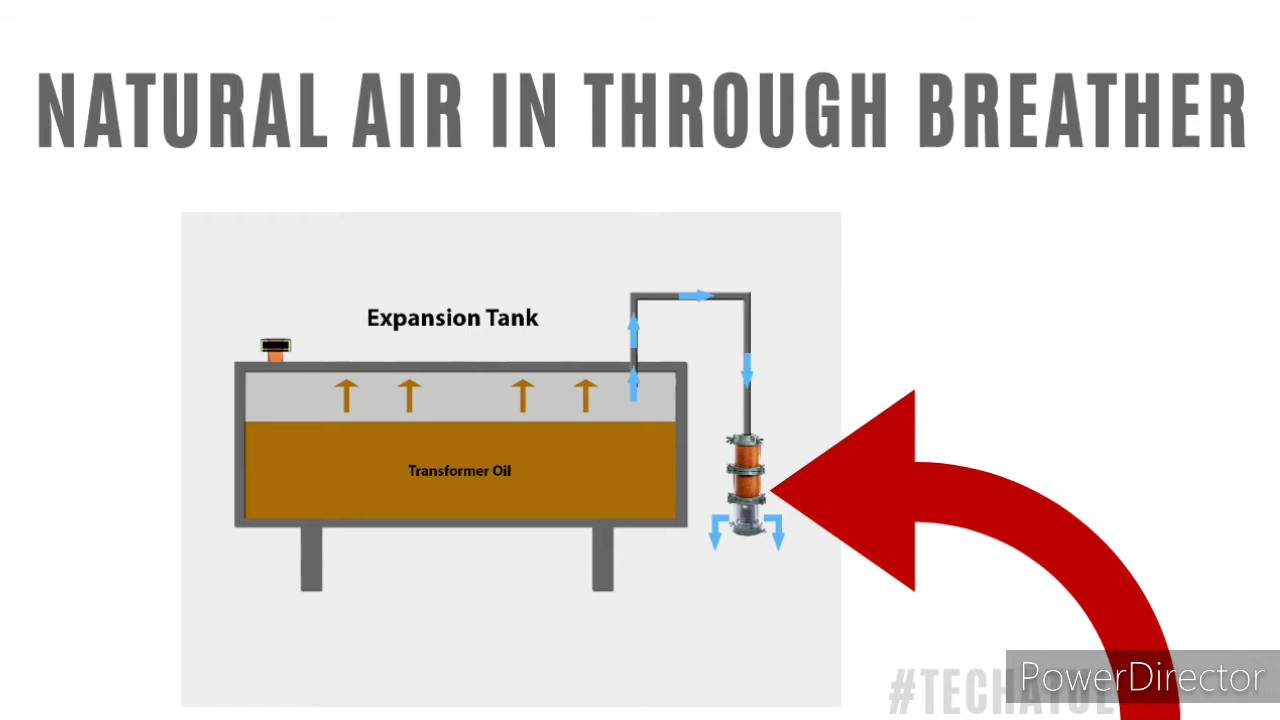 NATURAL AIR IN THROUGH BREATHER
Expansion Tank
Transformer Oil
PowerDirector